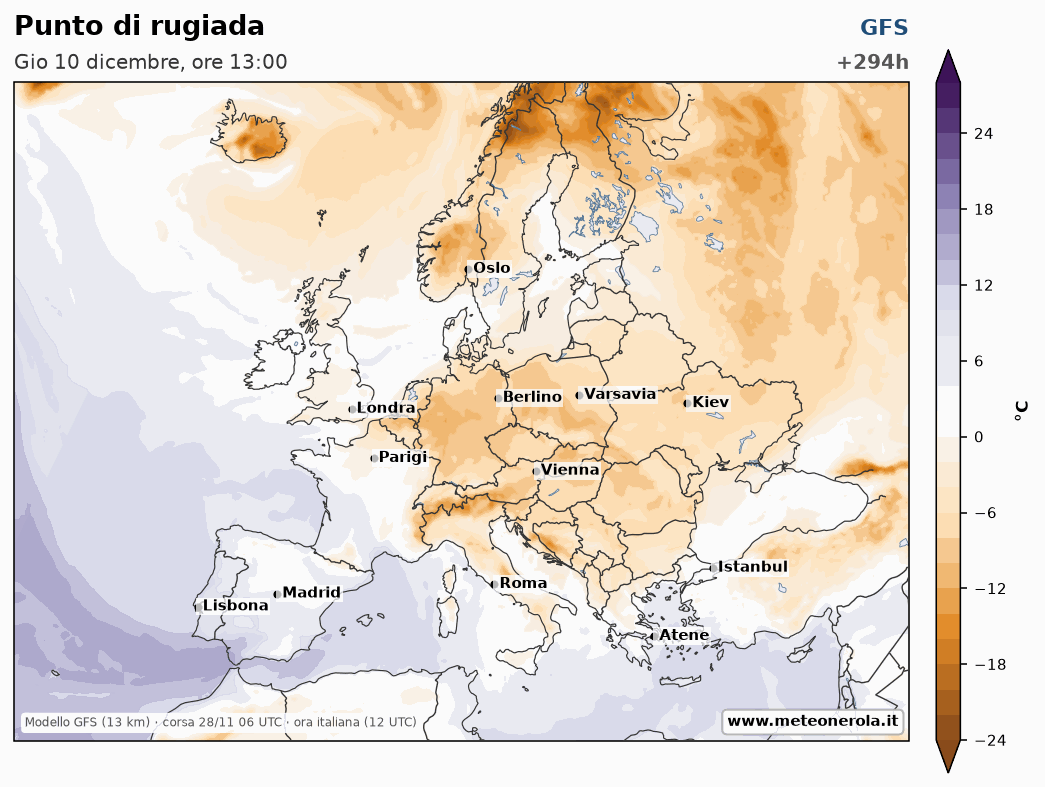 Punto di rugiada
GFS
Gio 10 dicembre, ore 13:00
+294h
24
18
12
6
0
−6
−12
−18
−24
°C
Oslo
Berlino
Varsavia
Kiev
Londra
Parigi
Vienna
Istanbul
Roma
Madrid
Lisbona
Atene
Modello GFS (13 km) · corsa 28/11 06 UTC · ora italiana (12 UTC)
www.meteonerola.it